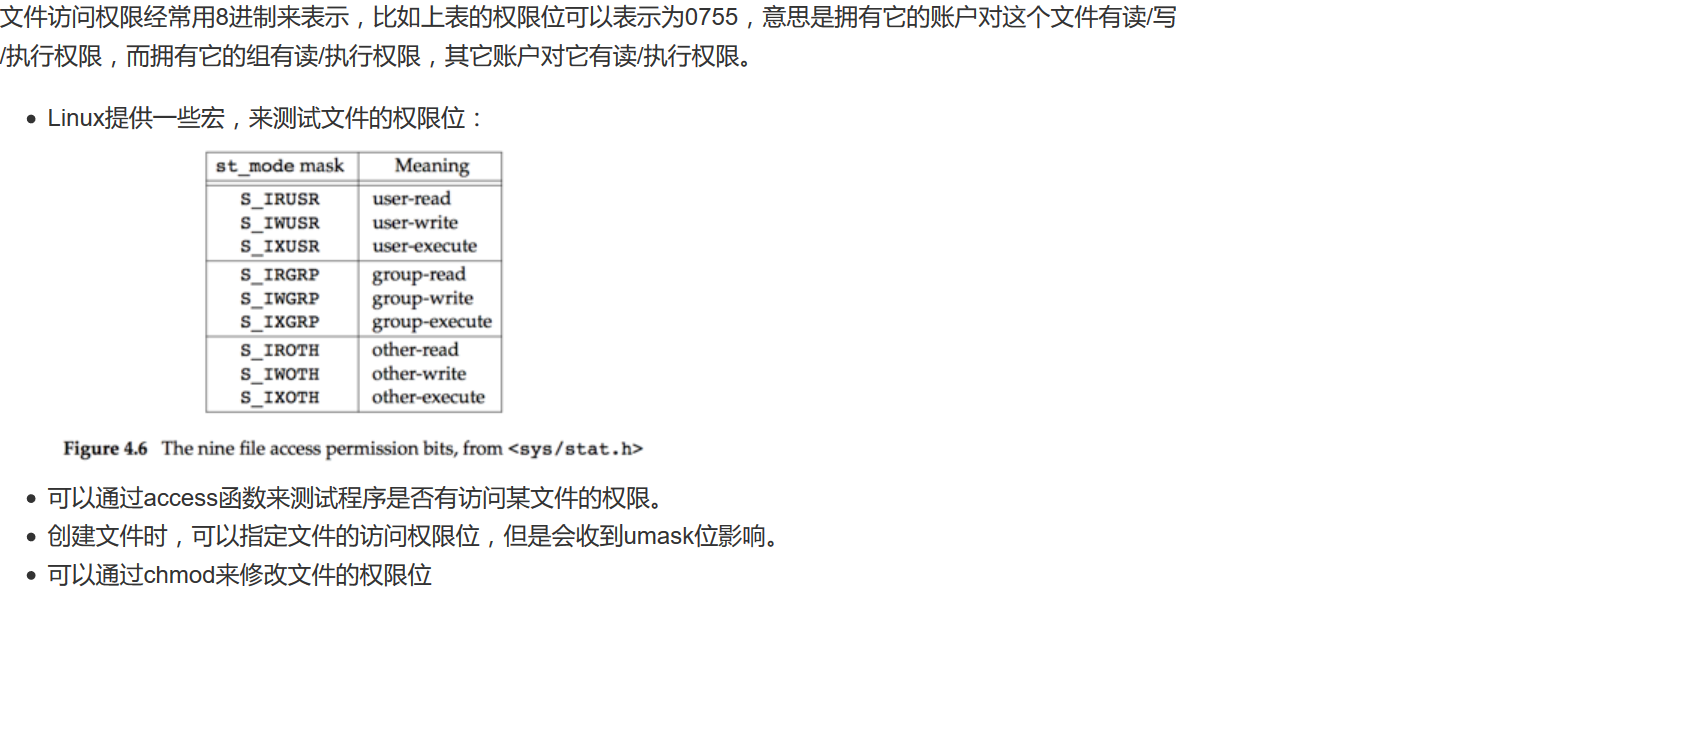 文件访问权限经常用8进制来表示，比如上表的权限位可以表示为0755，意思是拥有它的账户对这个文件有读/写
/执行权限，而拥有它的组有读/执行权限，其它账户对它有读/执行权限。
• Linux提供一些宏，来测试文件的权限位：
st_mode mask Meaning
S_IRUSR user-read
S_IWUSR user-write
S_IXUSR user-execute
S_IRGRP group-read
S_IWGRP group-write
S_IXGRP group-execute
S_IROTH other-read
S_IWOTH other-write
S_IXOTH other-execute
Figure 4.6 The nine file access permission bits, from <sys/stat.h>
• 可以通过access函数来测试程序是否有访问某文件的权限。
• 创建文件时，可以指定文件的访问权限位，但是会收到umask位影响。
• 可以通过chmod来修改文件的权限位